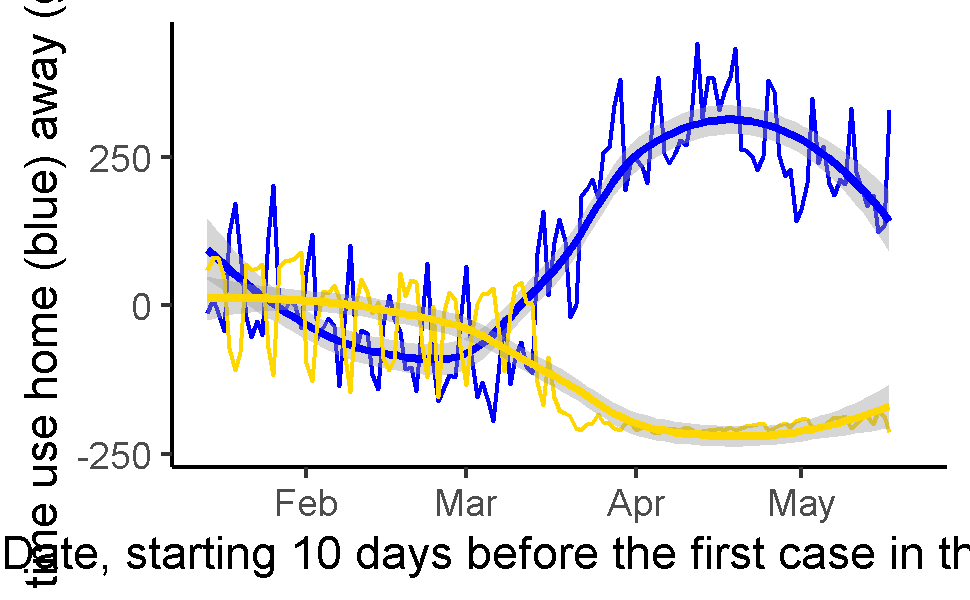 time use home (blue) away (
250
0
-250
Feb Mar Apr May
Date, starting 10 days before the first case in th